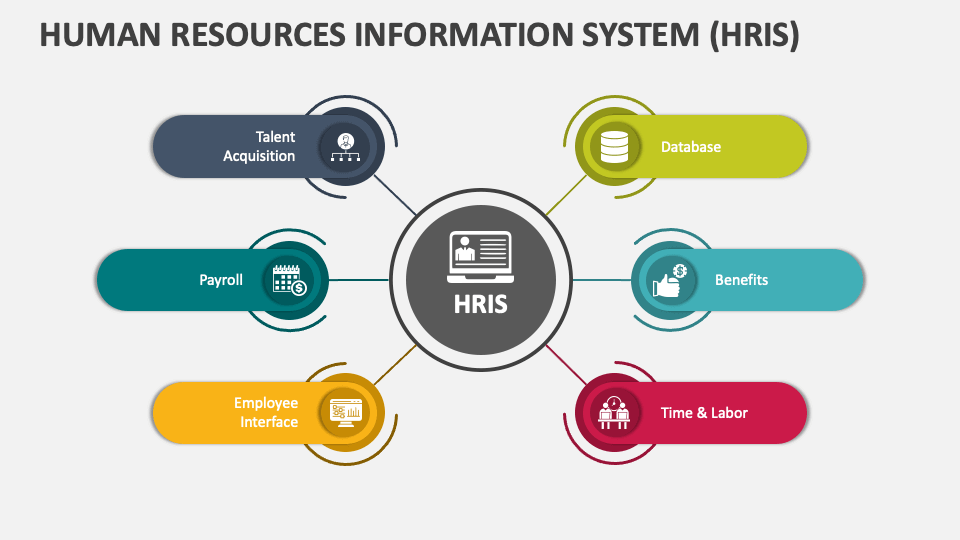 HUMAN RESOURCES INFORMATION SYSTEM (HRIS)
Talent
Acquisition
Database
Payroll
HRIS
Benefits
Employee
Interface
Time & Labor